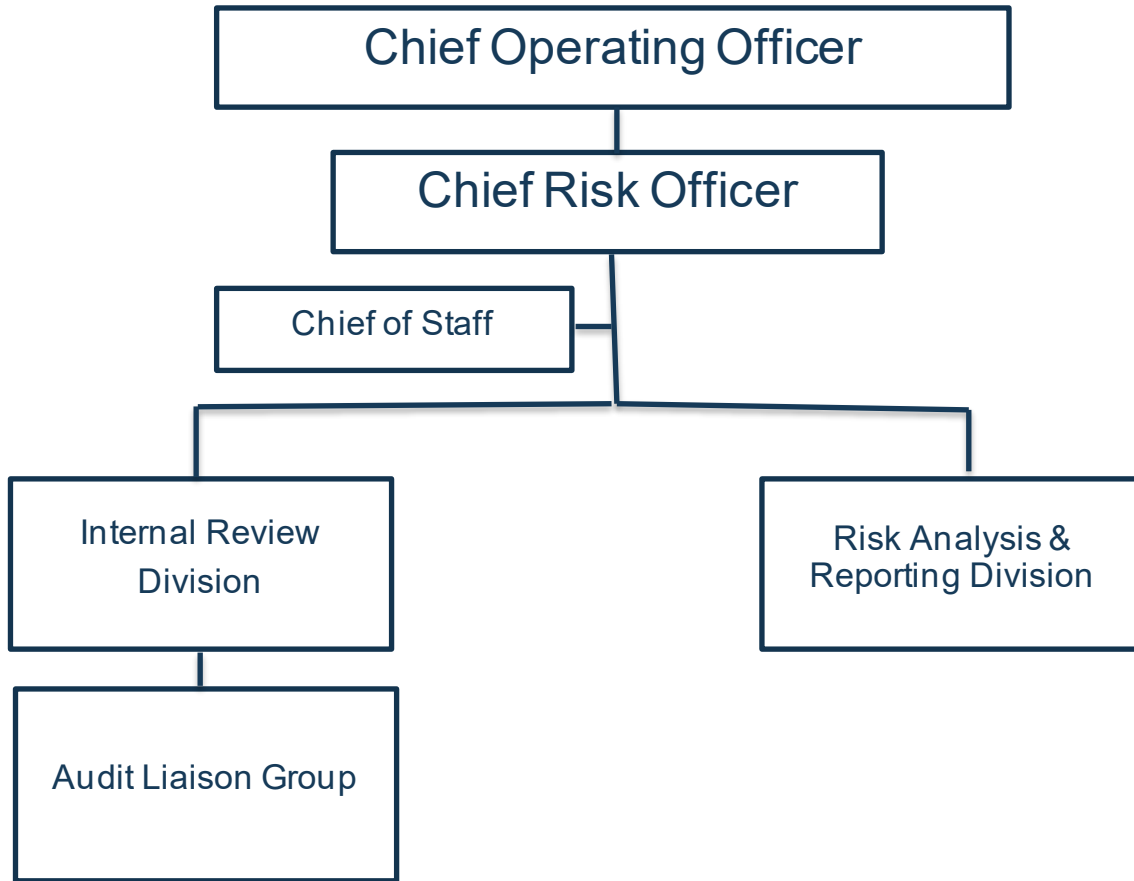 Chief Operating Officer
Chief Risk Officer
Chief of Staff
Internal Review
Division
Risk Analysis &
Reporting Division
Audit Liaison Group